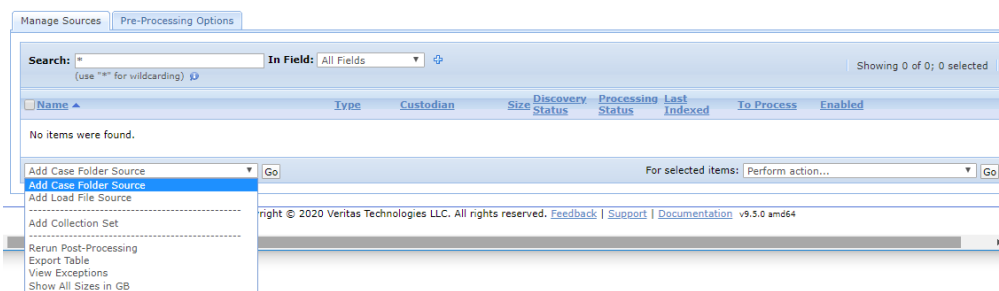 Manage Sources Pre-Processing Options
Search: * In Field: All Fields
(use "*" for wildcarding)
Showing 0 of 0; 0 selected
Name Type Custodian Size Discovery Status Processing Status Last Indexed To Process Enabled
No items were found.
Add Case Folder Source Go For selected items: Perform action... Go
Add Case Folder Source
Add Load File Source
----------------------------------------------
Add Collection Set
----------------------------------------------
Rerun Post-Processing
Export Table
View Exceptions
Show All Sizes in GB
right © 2020 Veritas Technologies LLC. All rights reserved. Feedback | Support | Documentation v9.5.0 amd64